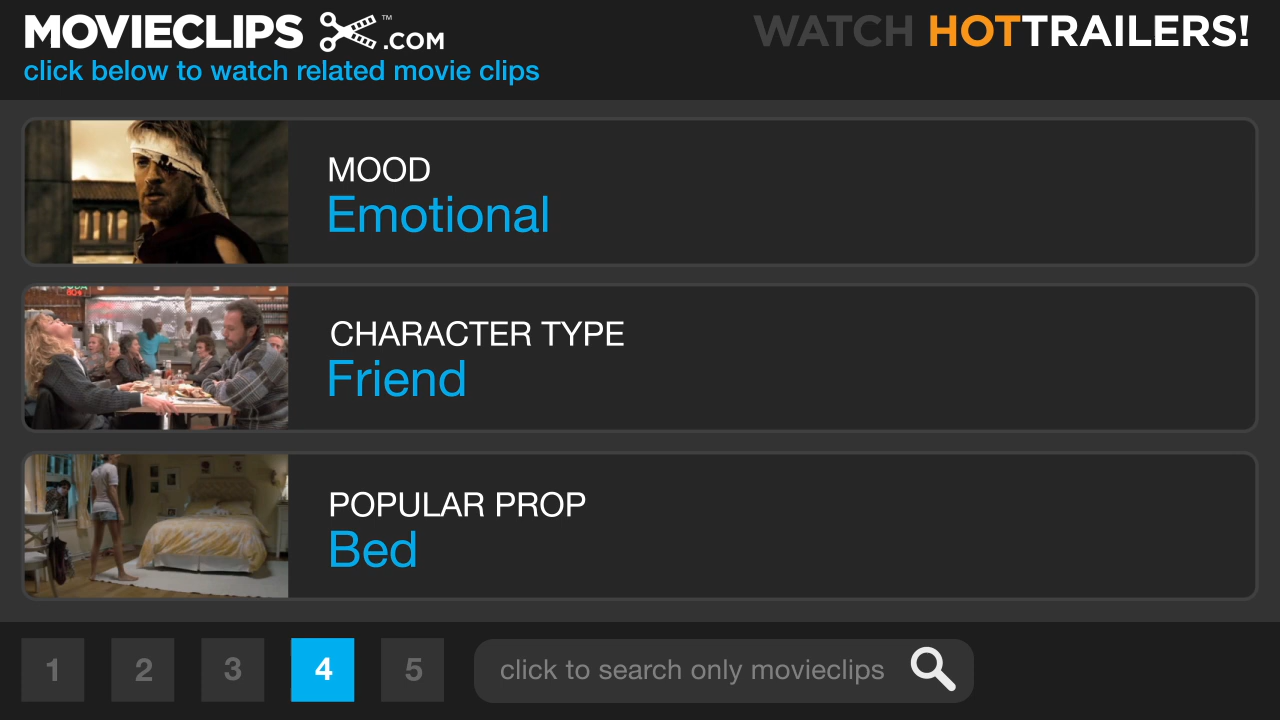 MOVIECLIPS ™ .COM
WATCH HOTTRAILERS!
click below to watch related movie clips
MOOD
Emotional
CHARACTER TYPE
Friend
POPULAR PROP
Bed
1 2 3 4 5
click to search only movieclips